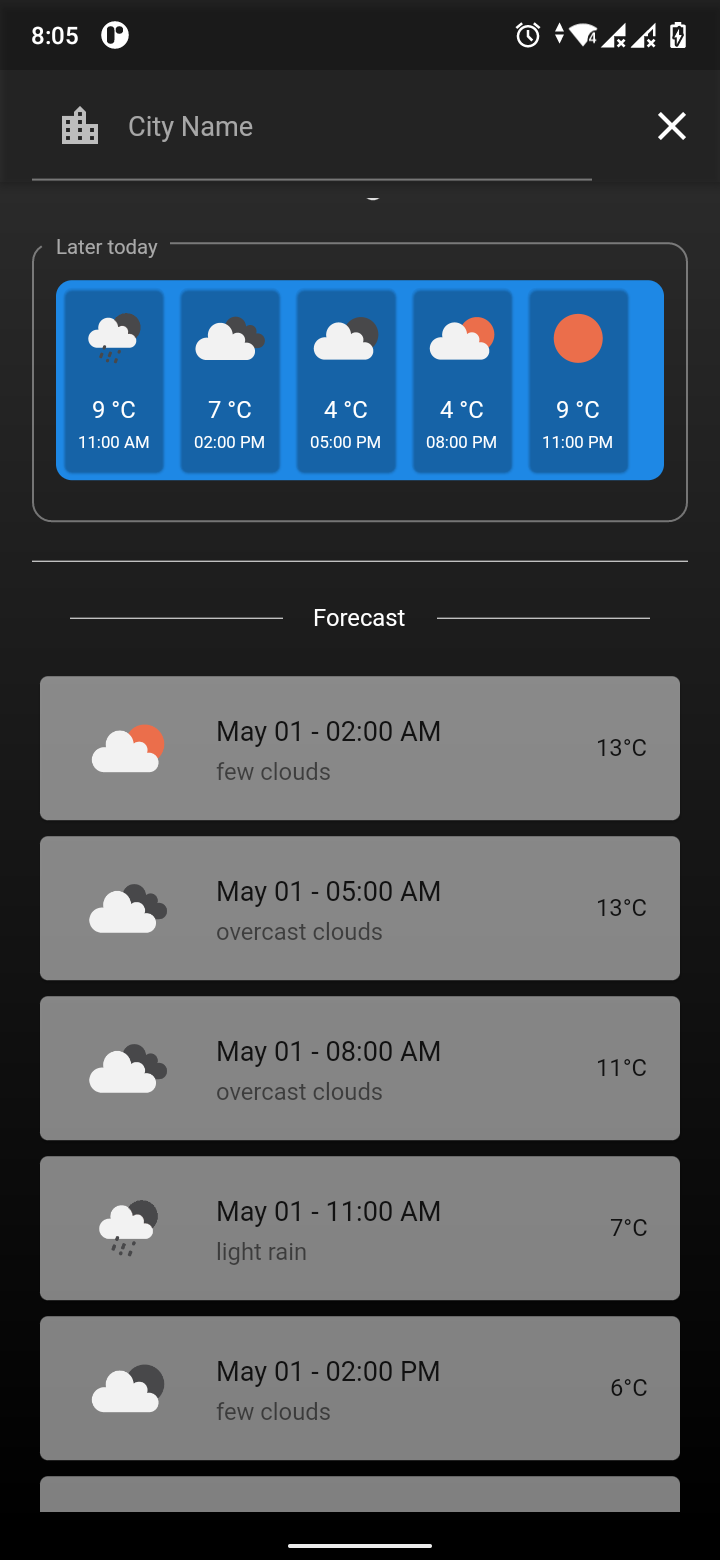 8:05
4
City Name
Later today
9 °C 7 °C 4 °C 4 °C 9 °C
11:00 AM 02:00 PM 05:00 PM 08:00 PM 11:00 PM
Forecast
May 01 - 02:00 AM
few clouds
13°C
May 01 - 05:00 AM
overcast clouds
13°C
May 01 - 08:00 AM
overcast clouds
11°C
May 01 - 11:00 AM
light rain
7°C
May 01 - 02:00 PM
few clouds
6°C